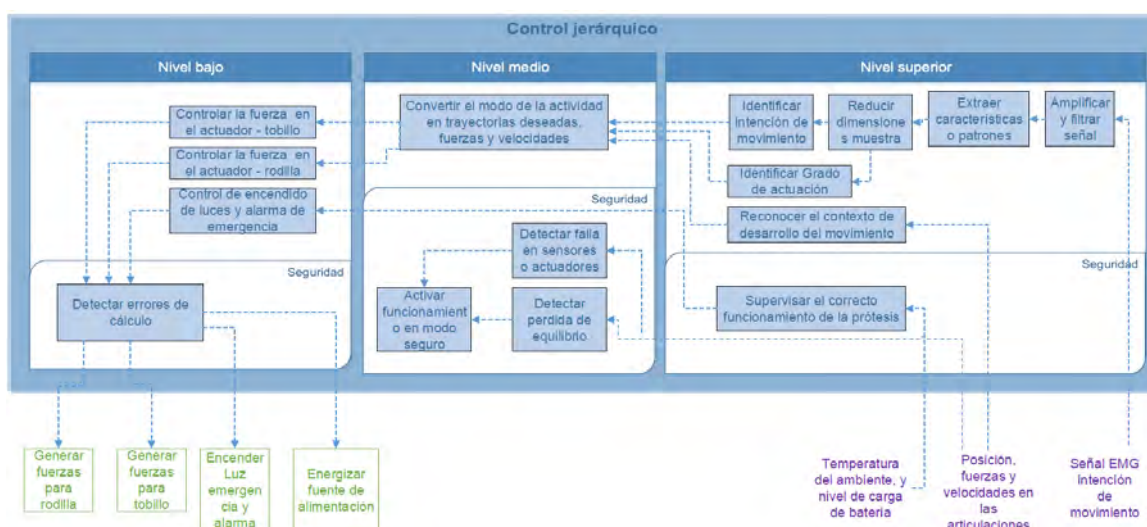 Control jerárquico
Nivel bajo
Controlar la fuerza en
el actuador - tobillo
Controlar la fuerza en
el actuador - rodilla
Control de encendido
de luces y alarma de
emergencia
Seguridad
Detectar errores de
cálculo
Nivel medio
Convertir el modo de la actividad
en trayectorias deseadas,
fuerzas y velocidades
Seguridad
Detectar falla
en sensores
o actuadores
Activar
funcionamient
o en modo
seguro
Detectar
perdida de
equilibrio
Nivel superior
Identificar
intención de
movimiento
Reducir
dimensione
s muestra
Extraer
característica
s o patrones
Amplificar
y filtrar
señal
Identificar Grado
de actuación
Reconocer el contexto de
desarrollo del movimiento
Seguridad
Supervisar el correcto
funcionamiento de la prótesis
Generar
fuerzas
para
rodilla
Generar
fuerzas
para
tobillo
Encender
Luz
emergen
cia y
alarma
Energizar
fuente de
alimentación
Temperatura
del ambiente, y
nivel de carga
de batería
Posición,
fuerzas y
velocidades en
las
articulaciones
Señal EMG
Intención
de
movimiento